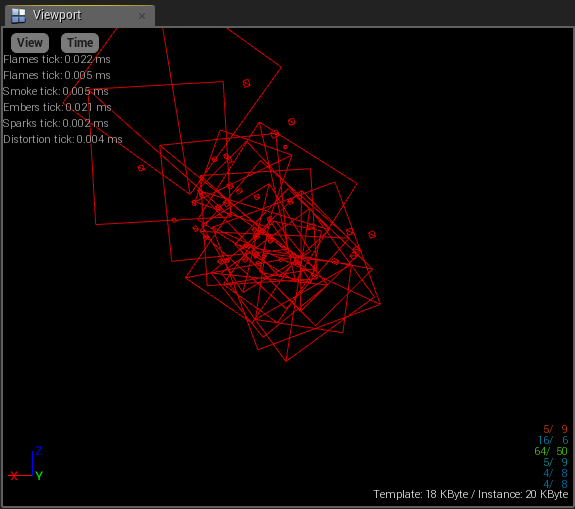 Viewport
View Time
Flames tick: 0.022 ms
Flames tick: 0.005 ms
Smoke tick: 0.005 ms
Embers tick: 0.021 ms
Sparks tick: 0.002 ms
Distortion tick: 0.004 ms
5/ 9
16/ 6
64/ 50
5/ 9
4/ 8
4/ 8
Z
X Y
Template: 18 KByte / Instance: 20 KByte